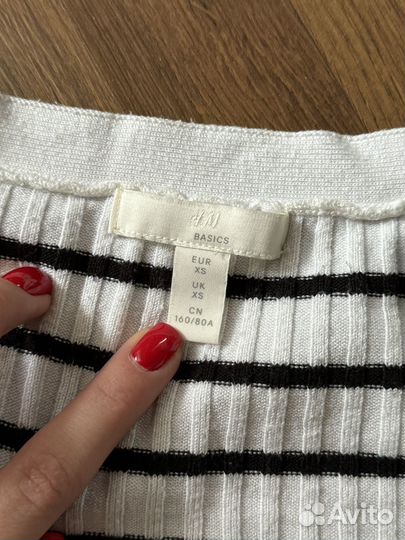 H&M
BASICS
EUR
XS
UK
XS
CN
160/80A
Avito